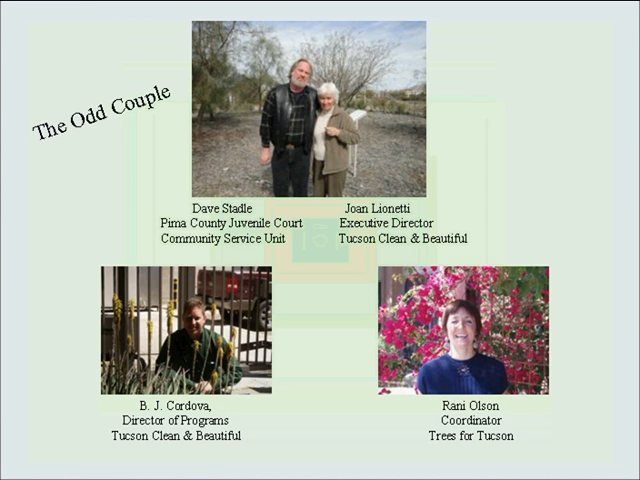 The Odd Couple
Dave Stadle Joan Lionetti
Pima County Juvenile Court Executive Director
Community Service Unit Tucson Clean & Beautiful
B. J. Cordova,
Director of Programs
Tucson Clean & Beautiful
Rani Olson
Coordinator
Trees for Tucson